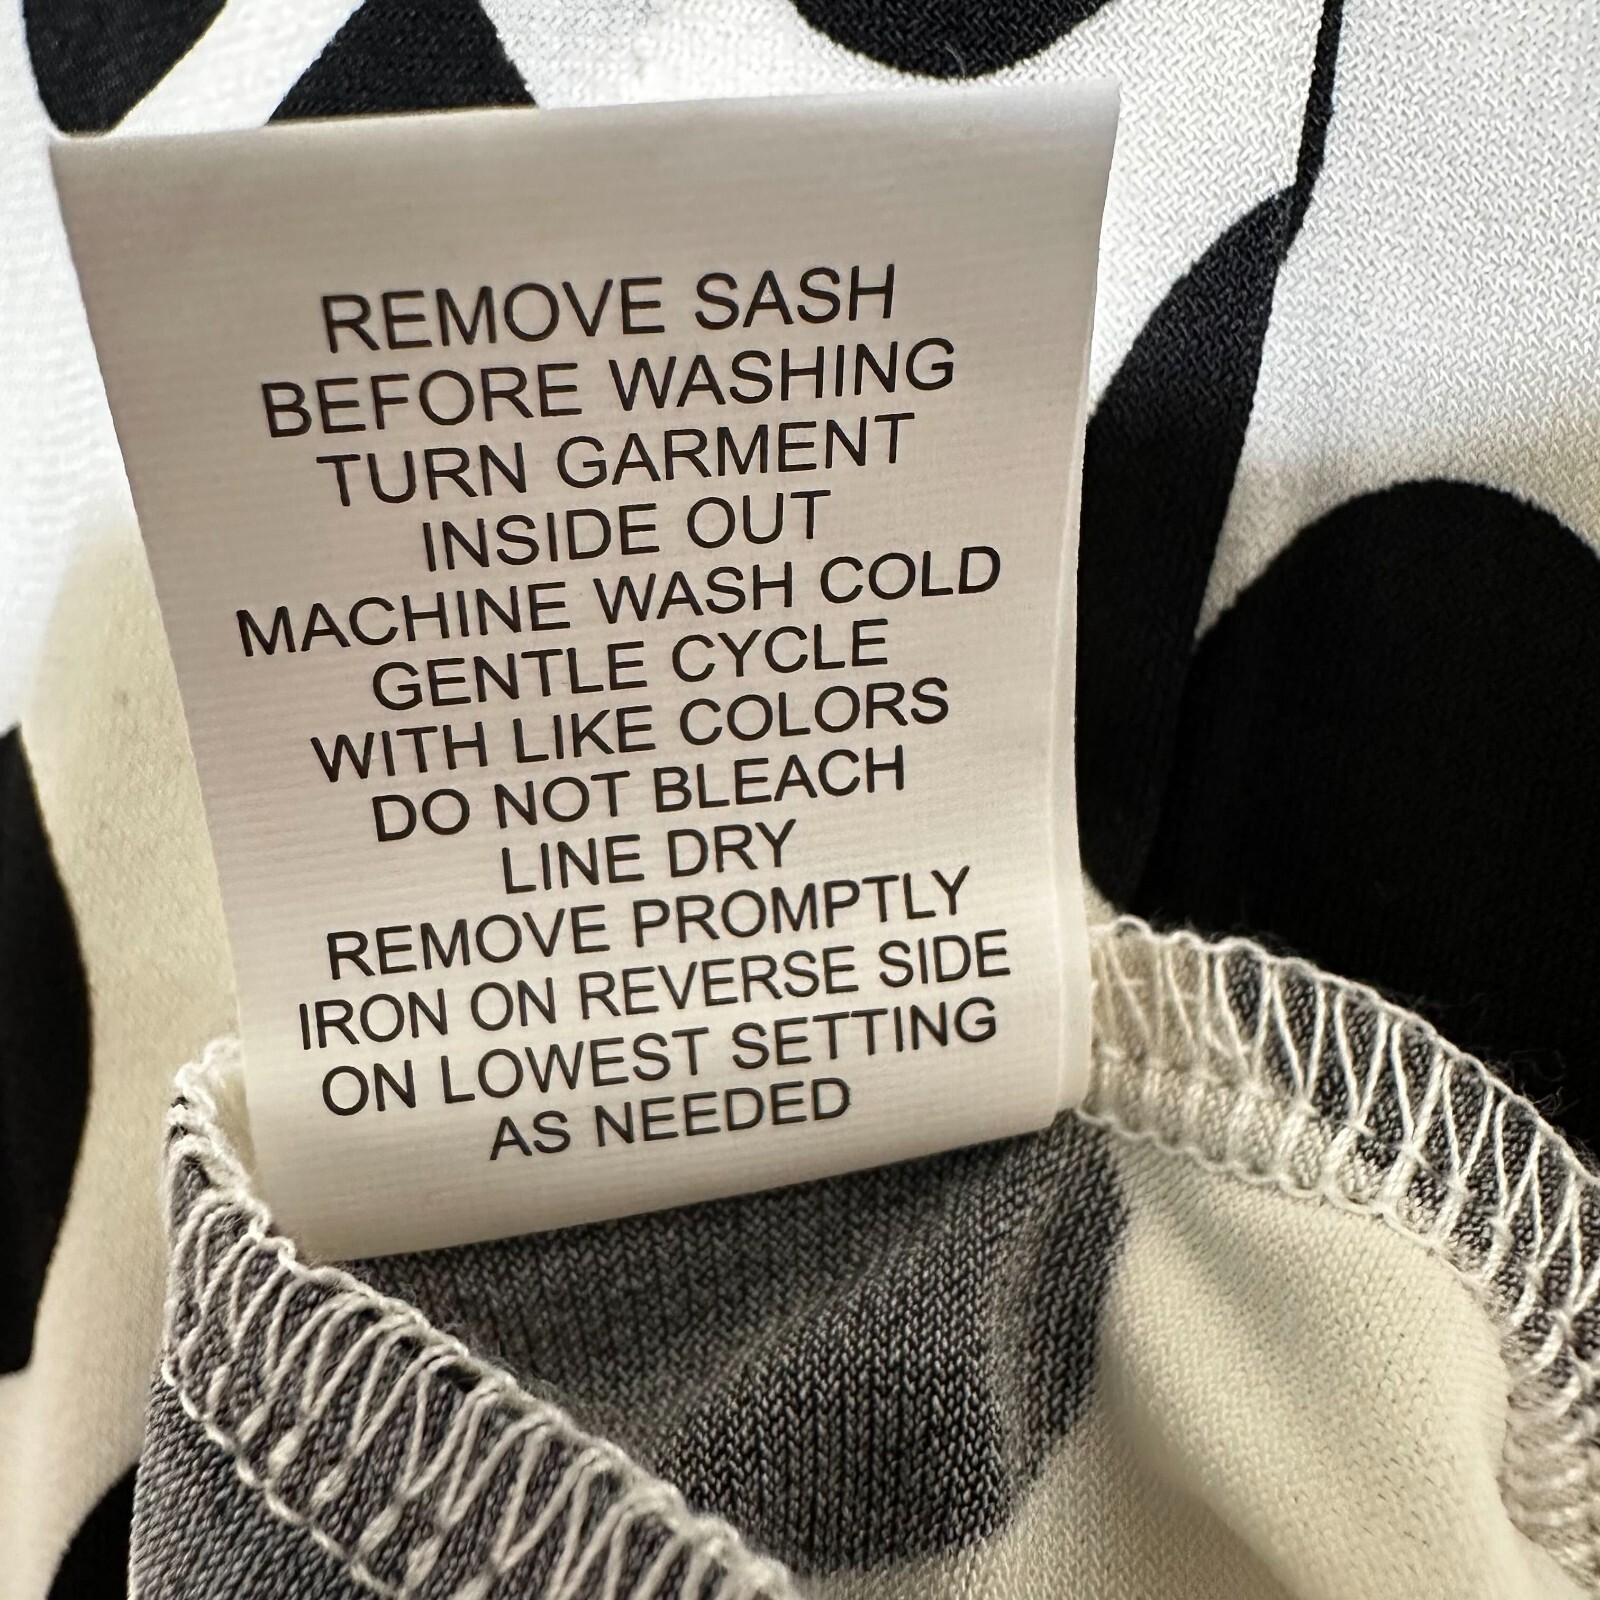 REMOVE SASH
BEFORE WASHING
TURN GARMENT
INSIDE OUT
MACHINE WASH COLD
GENTLE CYCLE
WITH LIKE COLORS
DO NOT BLEACH
LINE DRY
REMOVE PROMPTLY
IRON ON REVERSE SIDE
ON LOWEST SETTING
AS NEEDED